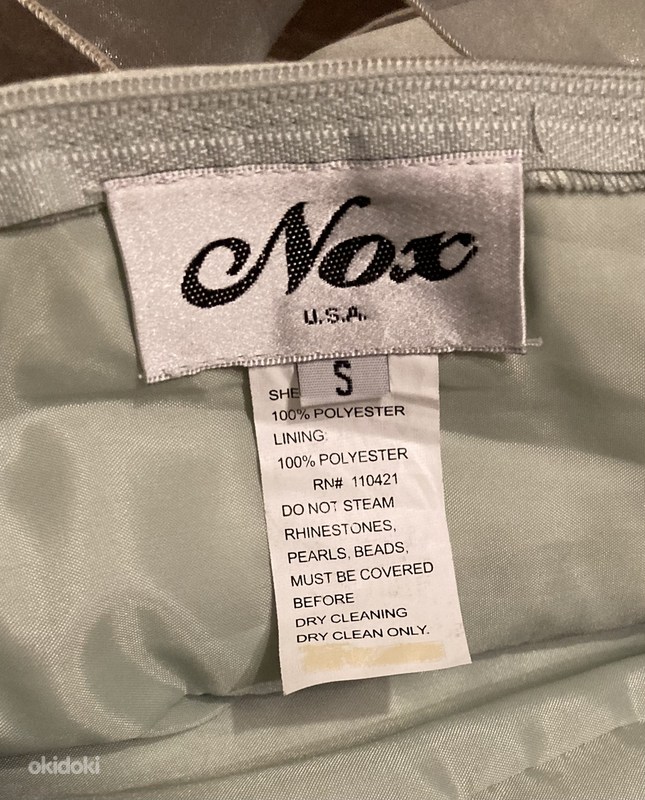 Nox
U.S.A.
S
SHE
100% POLYESTER
LINING:
100% POLYESTER
RN# 110421
DO NOT STEAM
RHINESTONES,
PEARLS, BEADS,
MUST BE COVERED
BEFORE
DRY CLEANING
DRY CLEAN ONLY.
okidoki